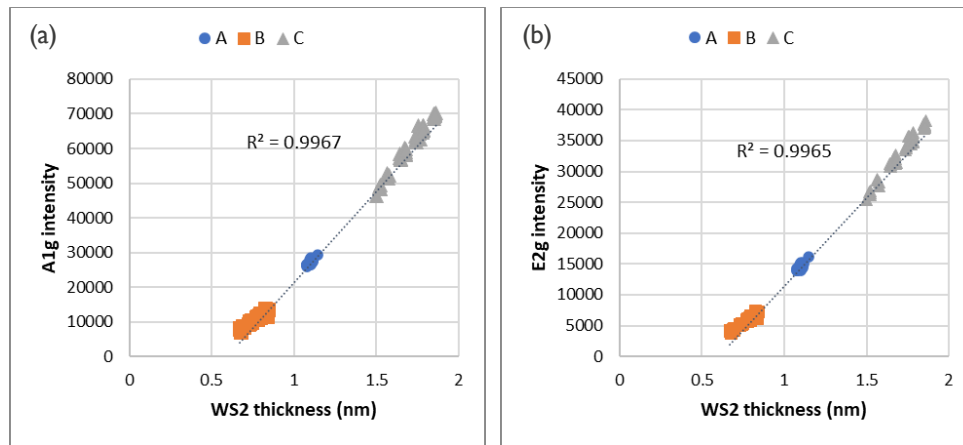 (a)
A B C
80000
70000
60000
50000
40000
30000
20000
10000
0
A1g intensity
R² = 0.9967
0 0.5 1 1.5 2
WS2 thickness (nm)
(b)
A B C
45000
40000
35000
30000
25000
20000
15000
10000
5000
0
E2g intensity
R² = 0.9965
0 0.5 1 1.5 2
WS2 thickness (nm)